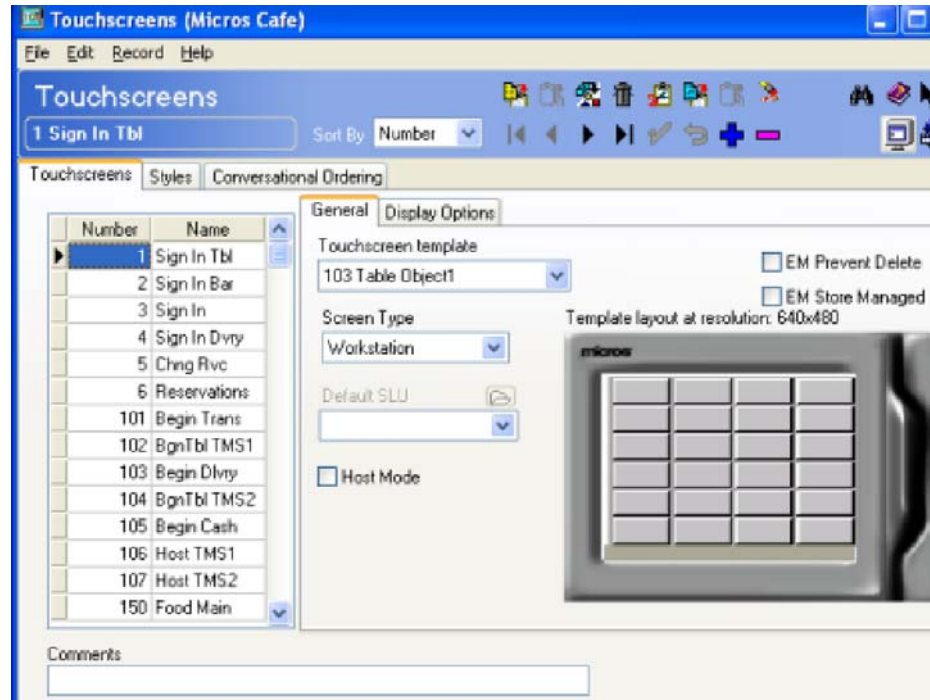 Touchscreens (Micros Cafe)
File Edit Record Help
Touchscreens
1 Sign In Tbl
Sort By Number
Touchscreens Styles Conversational Ordering
Number Name
1 Sign In Tbl
2 Sign In Bar
3 Sign In
4 Sign In Dvry
5 Chng Rvc
6 Reservations
101 Begin Trans
102 BgnTbl TMS1
103 Begin Dlvry
104 BgnTbl TMS2
105 Begin Cash
106 Host TMS1
107 Host TMS2
150 Food Main
General Display Options
Touchscreen template
103 Table Object1
EM Prevent Delete
EM Store Managed
Screen Type
Workstation
Template layout at resolution: 640x480
micros
Default SLU
Host Mode
Comments